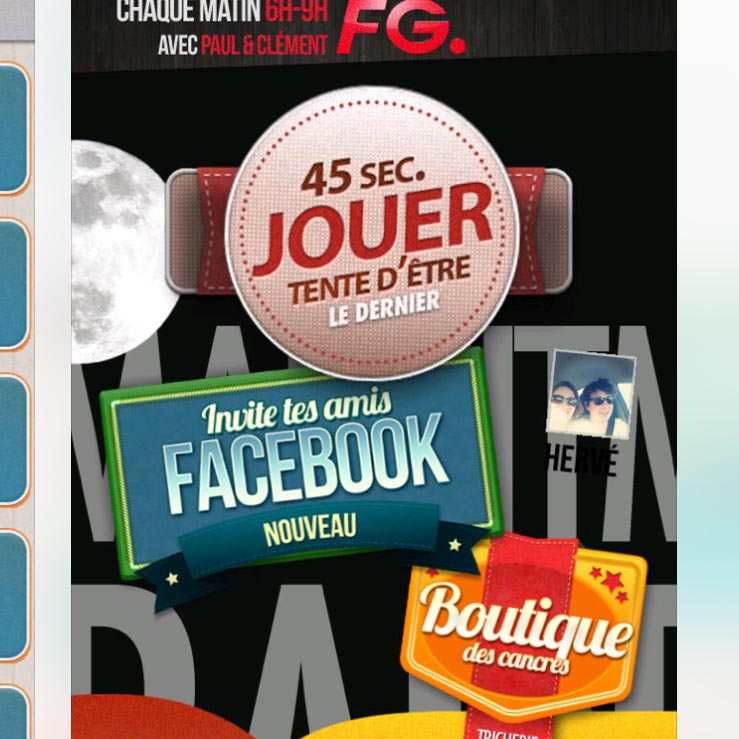 CHAQUE MATIN 6H-9H
AVEC PAUL & CLÉMENT
FG.
45 SEC.
JOUER
TENTE D'ÊTRE
LE DERNIER
Invite tes amis
FACEBOOK
NOUVEAU
HERVÉ
Boutique
des cancres
TRICHERIE